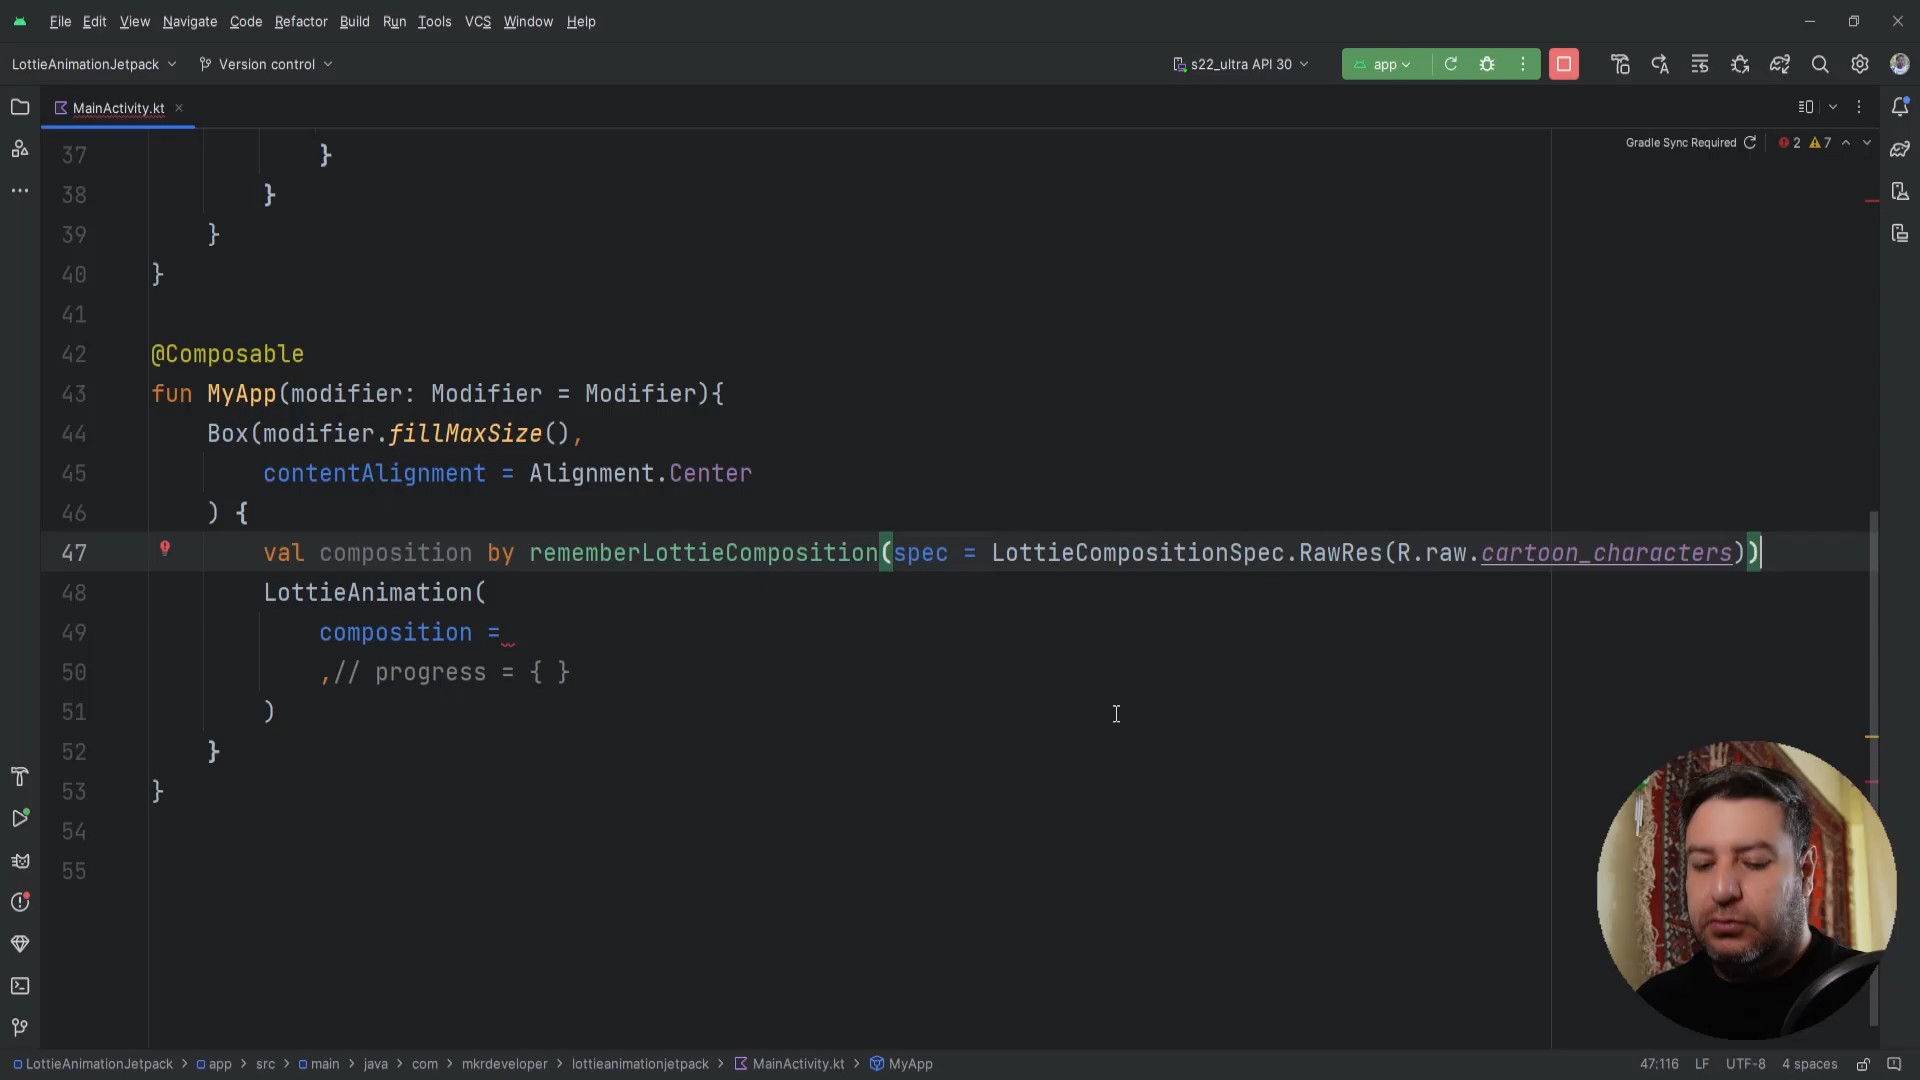 File Edit View Navigate Code Refactor Build Run Tools VCS Window Help
LottieAnimationJetpack Version control s22_ultra API 30 app
MainActivity.kt
Gradle Sync Required 2 7
37 }
38 }
39 }
40 }
41
42 @Composable
43 fun MyApp(modifier: Modifier = Modifier){
44 Box(modifier.fillMaxSize(),
45 contentAlignment = Alignment.Center
46 ) {
47 val composition by rememberLottieComposition(spec = LottieCompositionSpec.RawRes(R.raw.cartoon_characters))
48 LottieAnimation(
49 composition =
50 ,// progress = { }
51 )
52 }
53 }
54
55
LottieAnimationJetpack > app > src > main > java > com > mkrdeveloper > lottieanimationjetpack > MainActivity.kt > MyApp 47:116 LF UTF-8 4 spaces